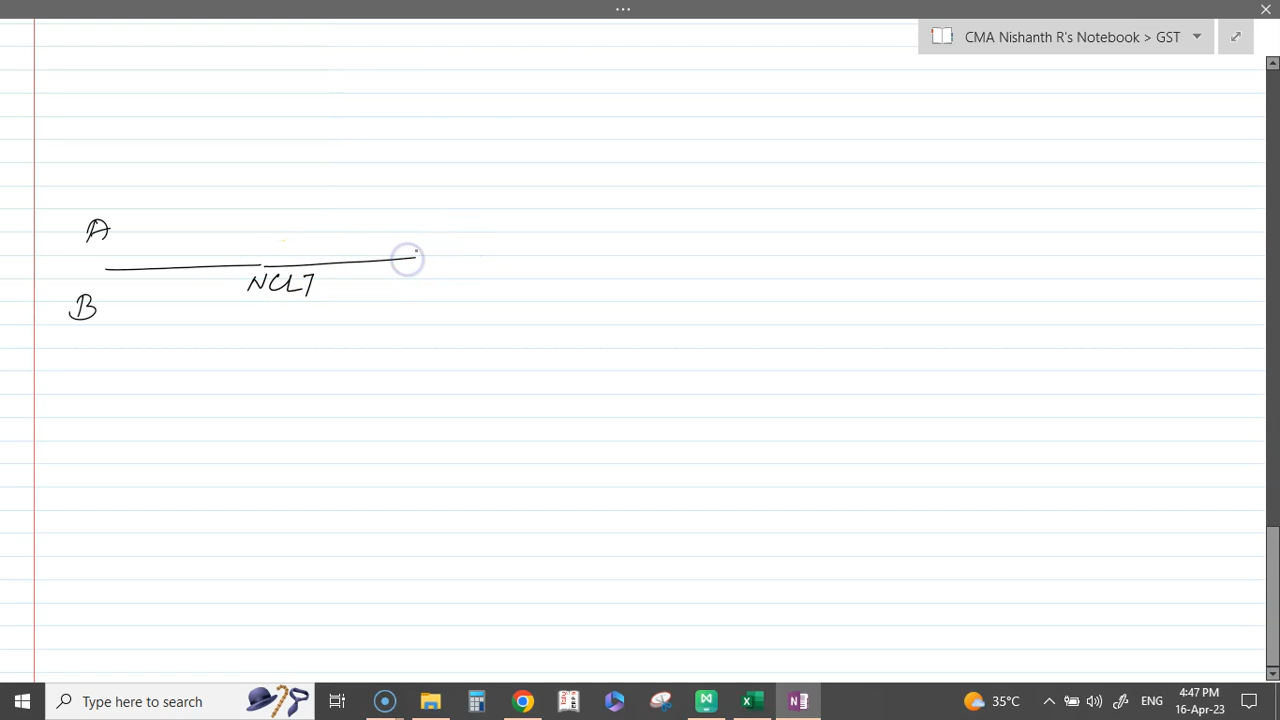 CMA Nishanth R's Notebook > GST
A
NCLT
B
Type here to search
35°C
ENG
4:47 PM
16-Apr-23